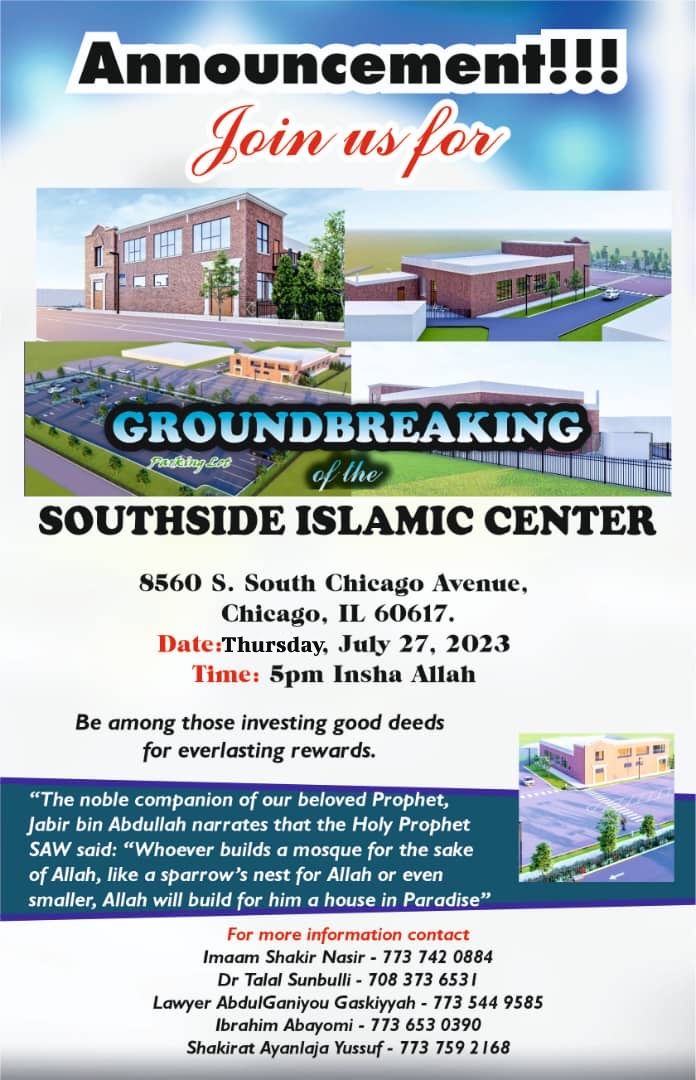 Announcement!!!
Join us for
GROUNDBREAKING
Parking Lot
of the
SOUTHSIDE ISLAMIC CENTER
8560 S. South Chicago Avenue,
Chicago, IL 60617.
Date:Thursday, July 27, 2023
Time: 5pm Insha Allah
Be among those investing good deeds
for everlasting rewards.
“The noble companion of our beloved Prophet,
Jabir bin Abdullah narrates that the Holy Prophet
SAW said: “Whoever builds a mosque for the sake
of Allah, like a sparrow’s nest for Allah or even
smaller, Allah will build for him a house in Paradise”
For more information contact
Imaam Shakir Nasir - 773 742 0884
Dr Talal Sunbulli - 708 373 6531
Lawyer AbdulGaniyou Gaskiyyah - 773 544 9585
Ibrahim Abayomi - 773 653 0390
Shakirat Ayanlaja Yussuf - 773 759 2168